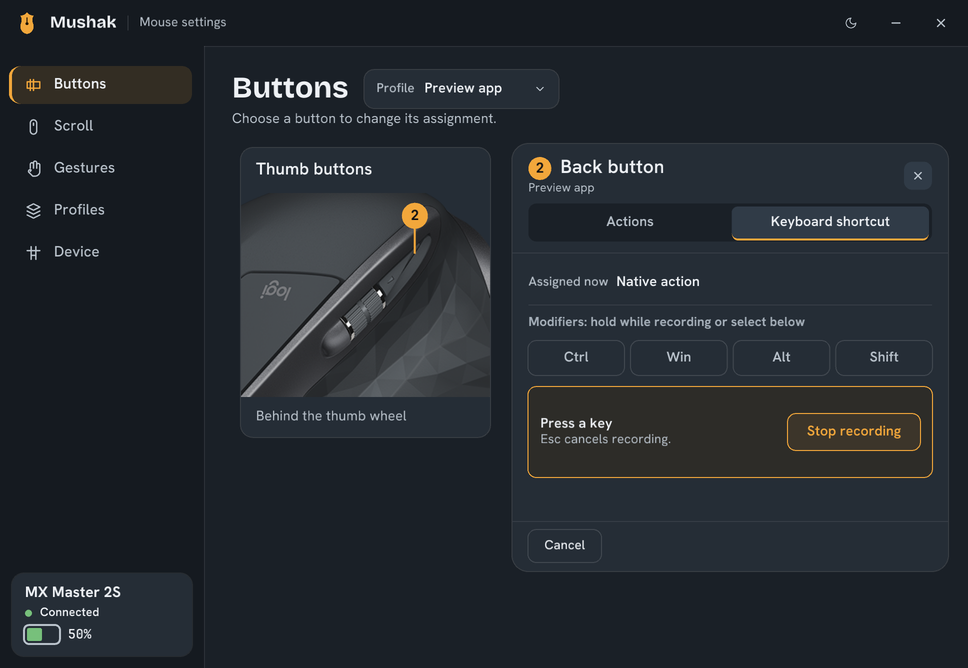 Mushak
Mouse settings
Buttons
Scroll
Gestures
Profiles
Device
MX Master 2S
Connected
50%
Buttons
Profile Preview app
Choose a button to change its assignment.
Thumb buttons
2
logi
Behind the thumb wheel
2 Back button
Preview app
Actions
Keyboard shortcut
Assigned now Native action
Modifiers: hold while recording or select below
Ctrl
Win
Alt
Shift
Press a key
Esc cancels recording.
Stop recording
Cancel